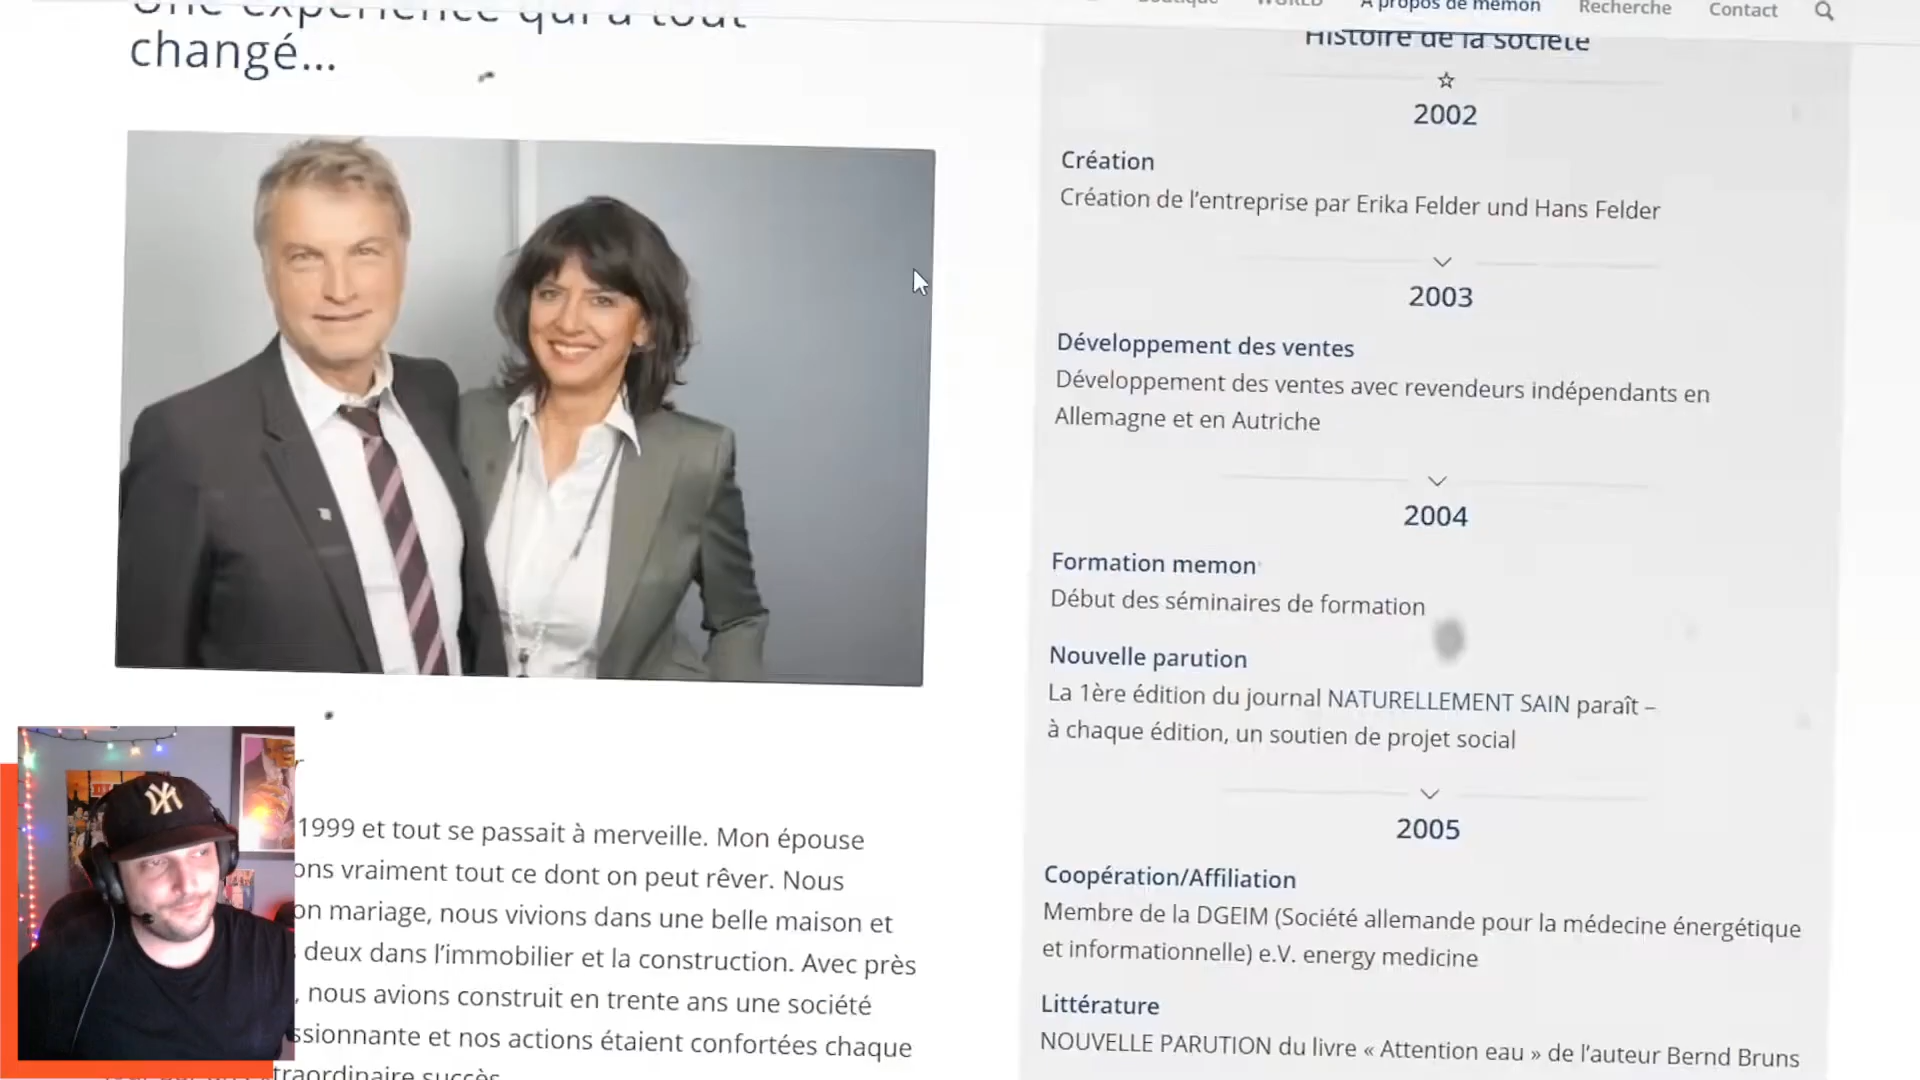 Boutique
WORLD
À propos de memon
Recherche
Contact
Une expérience qui a tout
changé...
Histoire de la société
2002
Création
Création de l'entreprise par Erika Felder und Hans Felder
2003
Développement des ventes
Développement des ventes avec revendeurs indépendants en
Allemagne et en Autriche
2004
Formation memon
Début des séminaires de formation
Nouvelle parution
La 1ère édition du journal NATURELLEMENT SAIN paraît –
à chaque édition, un soutien de projet social
2005
Coopération/Affiliation
Membre de la DGEIM (Société allemande pour la médecine énergétique
et informationnelle) e.V. energy medicine
Littérature
NOUVELLE PARUTION du livre « Attention eau » de l'auteur Bernd Bruns
1999 et tout se passait à merveille. Mon épouse
ons vraiment tout ce dont on peut rêver. Nous
on mariage, nous vivions dans une belle maison et
deux dans l'immobilier et la construction. Avec près
, nous avions construit en trente ans une société
ssionnante et nos actions étaient confortées chaque
traordinaire succès.